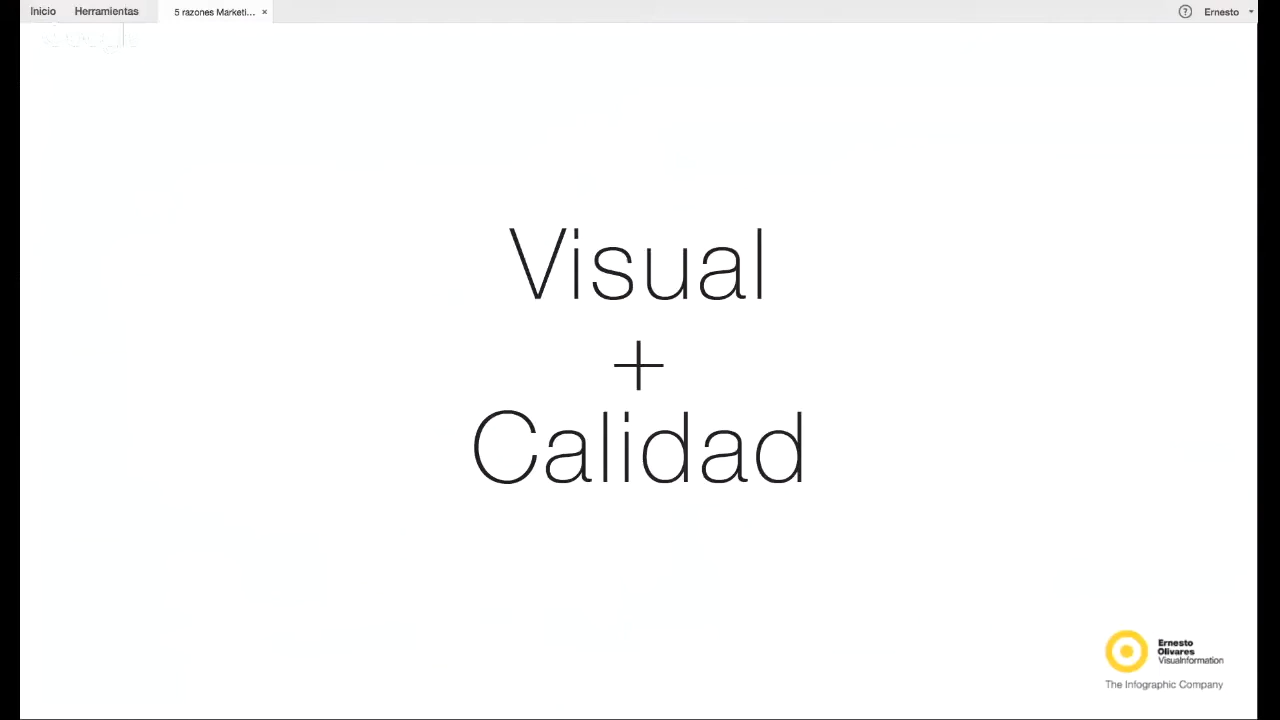 Inicio Herramientas 5 razones Marketi... × ? Ernesto
Visual
+
Calidad
Ernesto
Olivares
VisualInformation
The Infographic Company